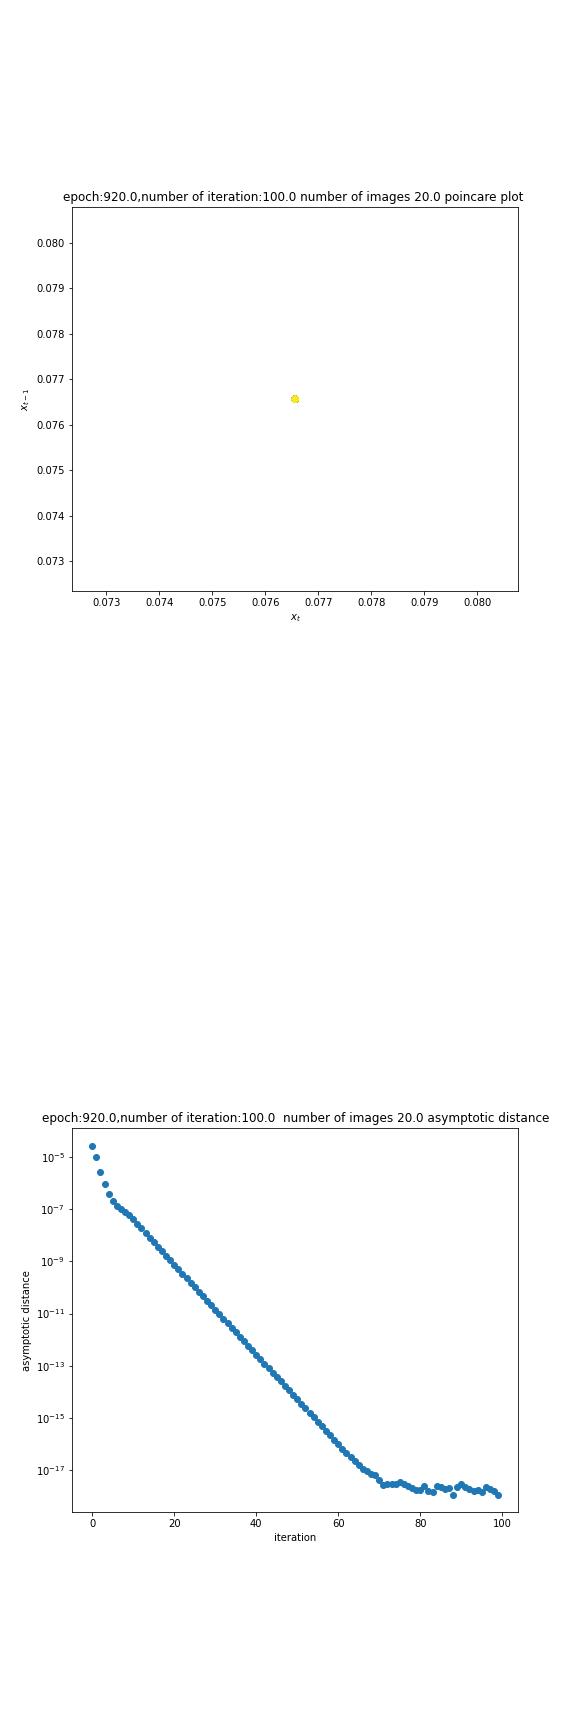 epoch:920.0,number of iteration:100.0 number of images 20.0 poincare plot
0.080
0.079
0.078
0.077
0.076
0.075
0.074
0.073
x_{t-1}
0.073 0.074 0.075 0.076 0.077 0.078 0.079 0.080
x_t
epoch:920.0,number of iteration:100.0  number of images 20.0 asymptotic distance
10^{-5}
10^{-7}
10^{-9}
10^{-11}
10^{-13}
10^{-15}
10^{-17}
asymptotic distance
0 20 40 60 80 100
iteration